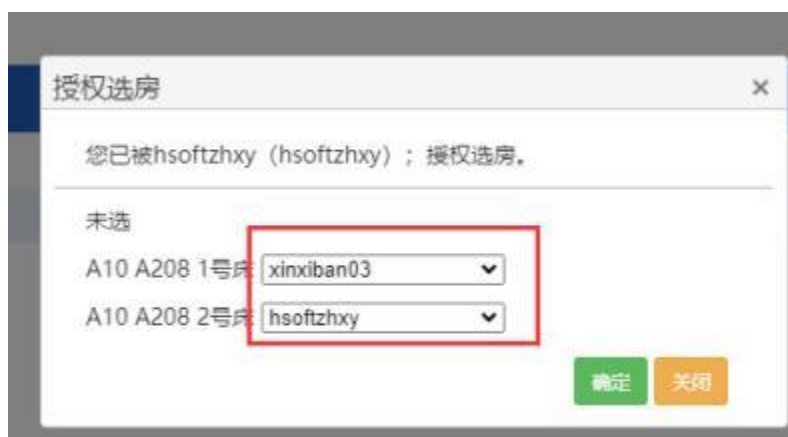 授权选房 ×
您已被hsoftzhxy（hsoftzhxy）；授权选房。
未选
A10 A208 1号床 xinxiban03
A10 A208 2号床 hsoftzhxy
确定 关闭